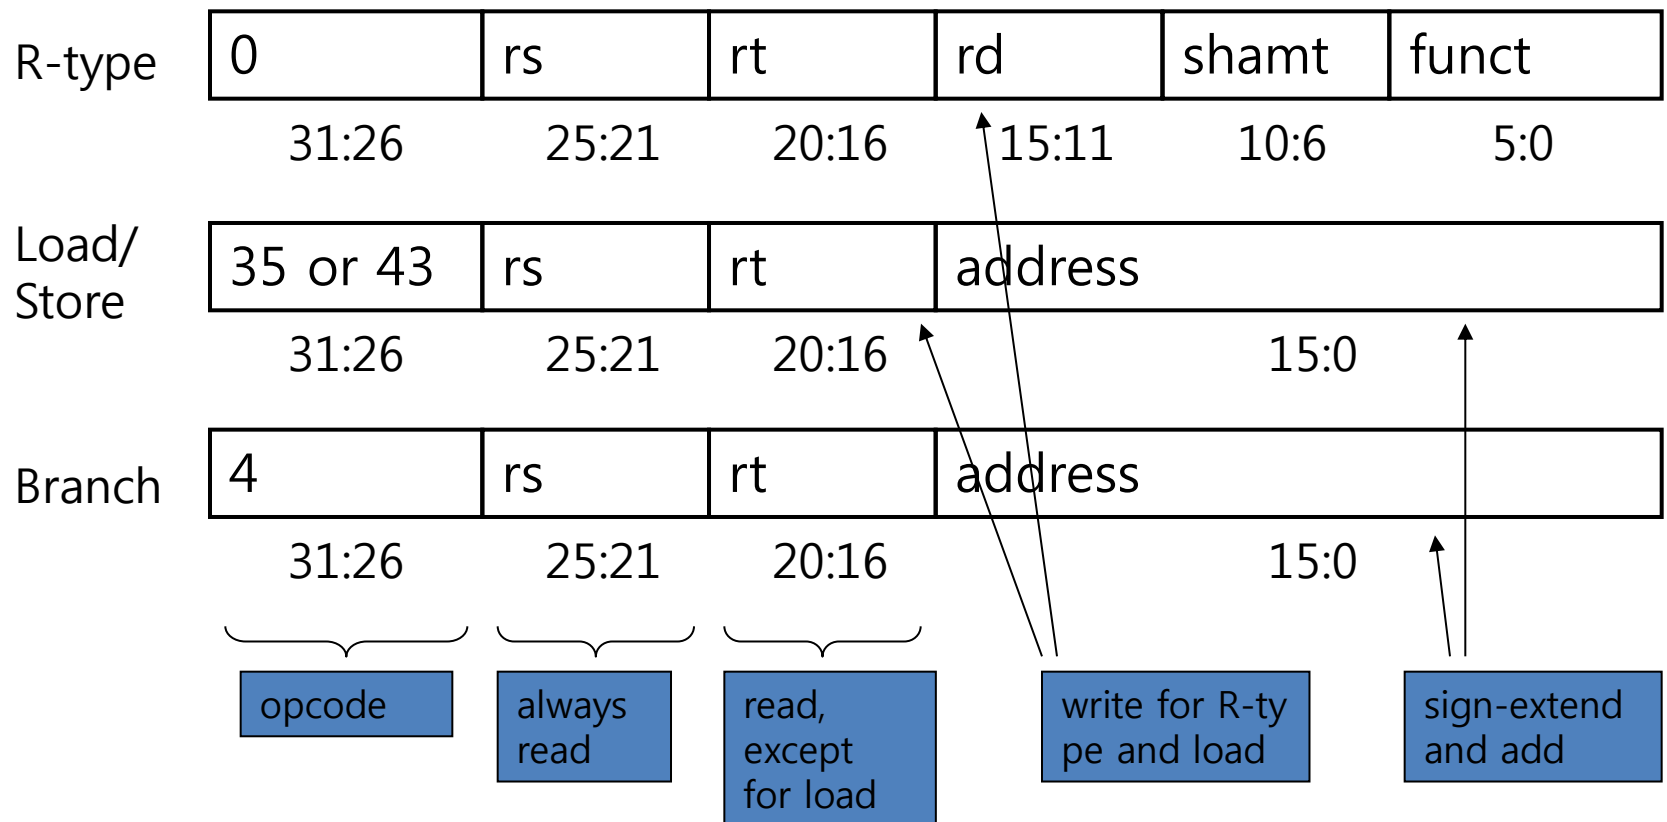 R-type 0 rs rt rd shamt funct
31:26 25:21 20:16 15:11 10:6 5:0
Load/
Store
35 or 43 rs rt address
31:26 25:21 20:16 15:0
Branch 4 rs rt address
31:26 25:21 20:16 15:0
opcode
always
read
read,
except
for load
write for R-ty
pe and load
sign-extend
and add